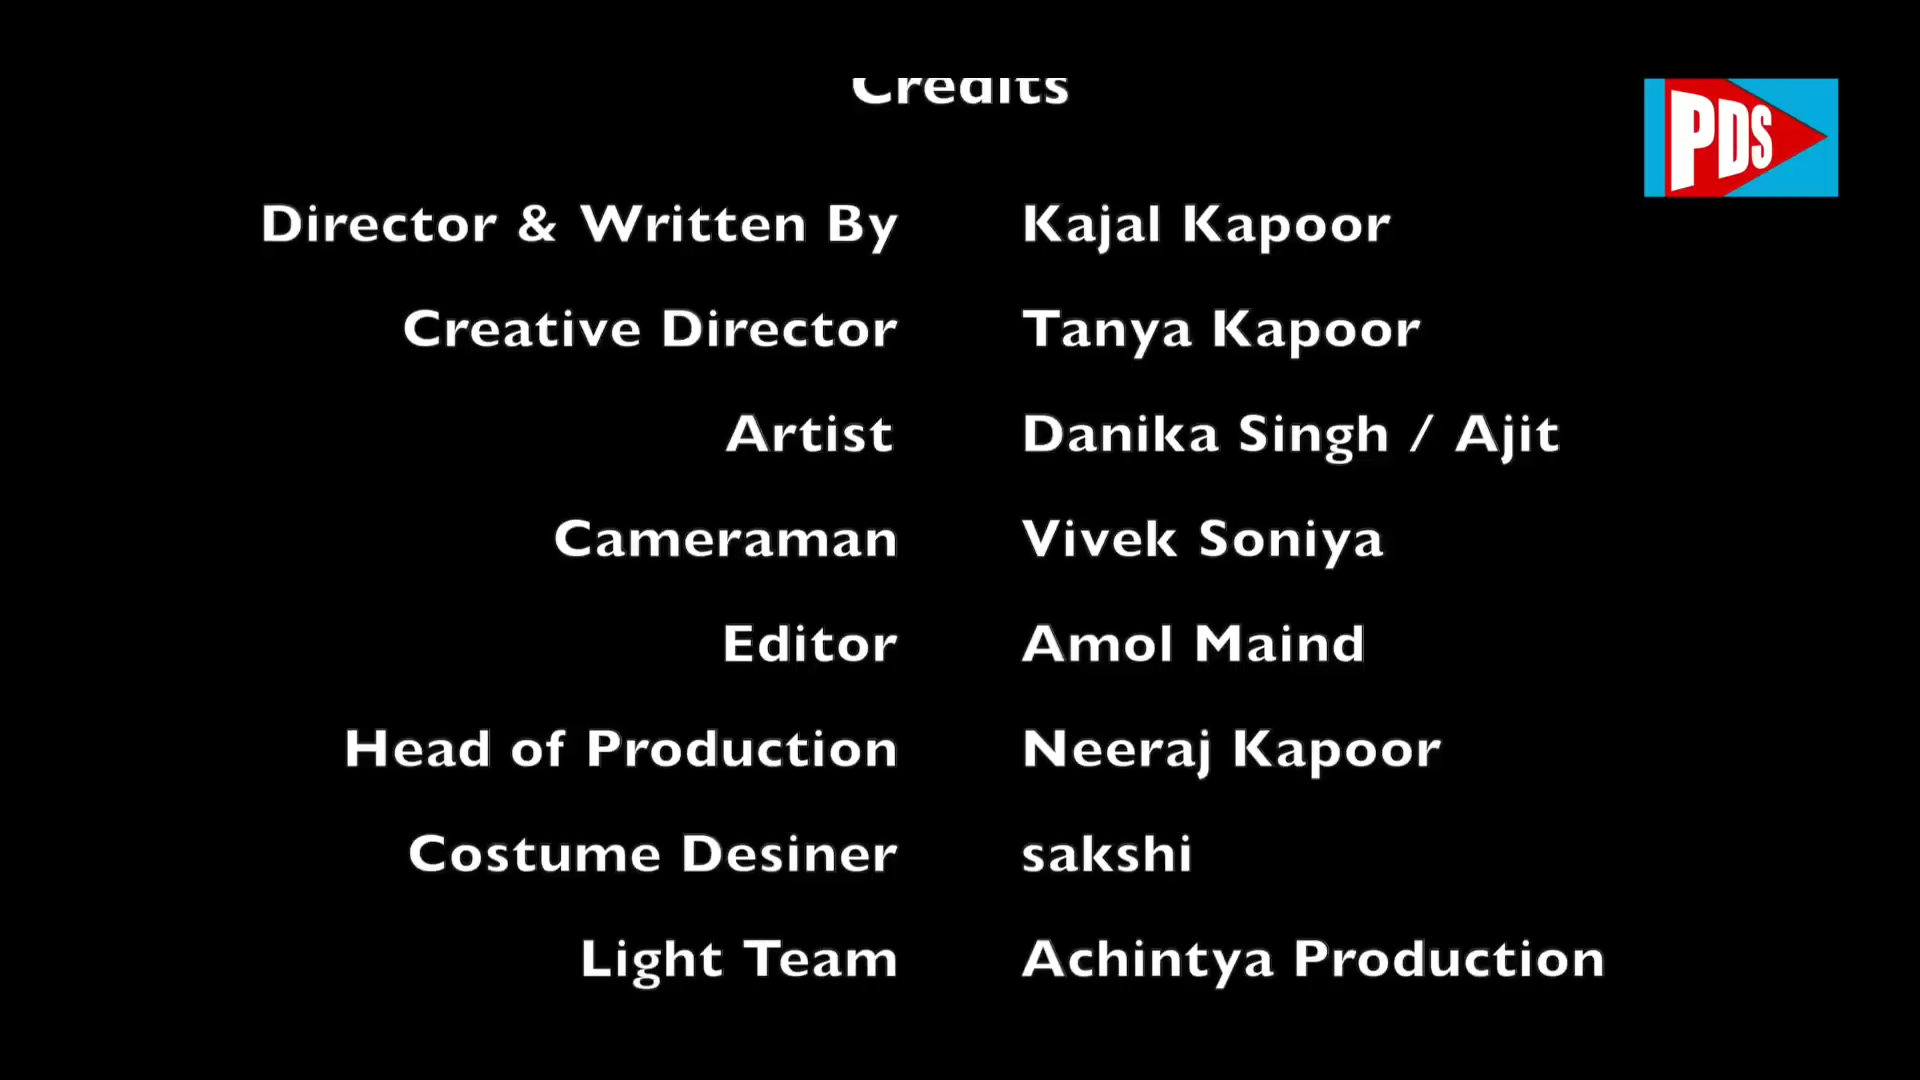 Credits
PDS
Director & Written By Kajal Kapoor
Creative Director Tanya Kapoor
Artist Danika Singh / Ajit
Cameraman Vivek Soniya
Editor Amol Maind
Head of Production Neeraj Kapoor
Costume Desiner sakshi
Light Team Achintya Production